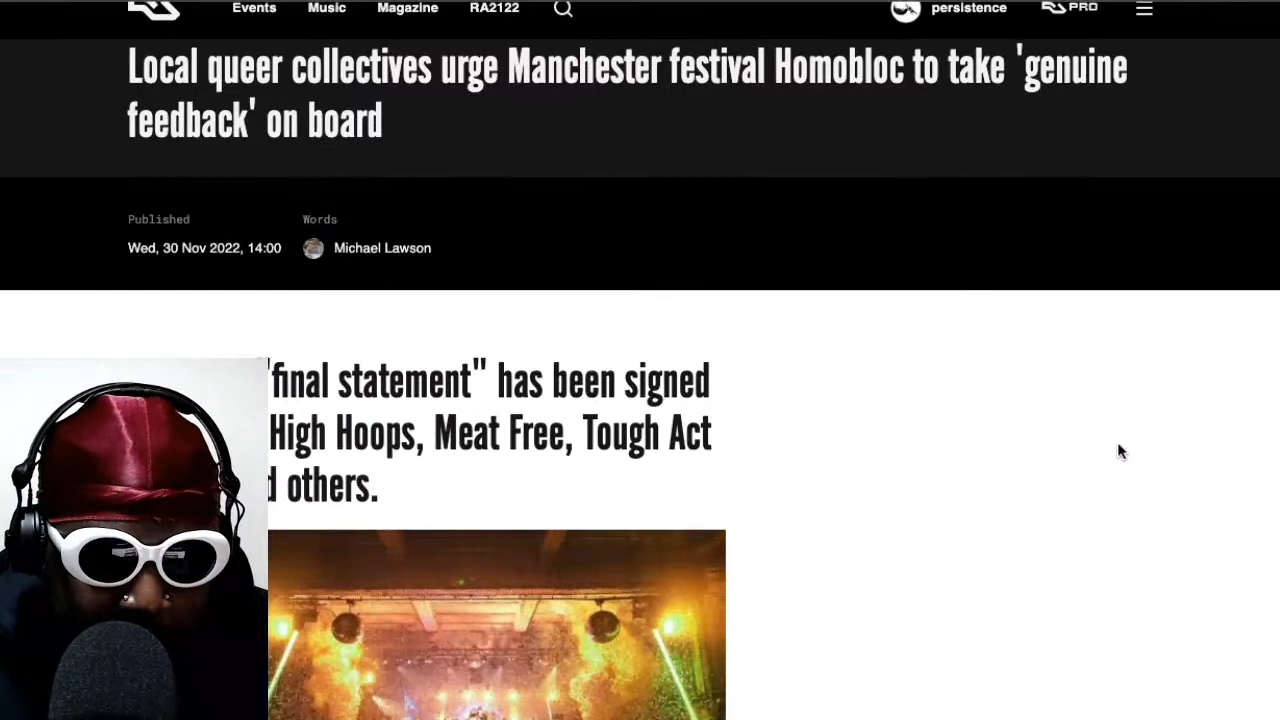 Events Music Magazine RA2122 persistence PRO
Local queer collectives urge Manchester festival Homobloc to take 'genuine
feedback' on board
Published Words
Wed, 30 Nov 2022, 14:00 Michael Lawson
"final statement" has been signed
High Hoops, Meat Free, Tough Act
others.